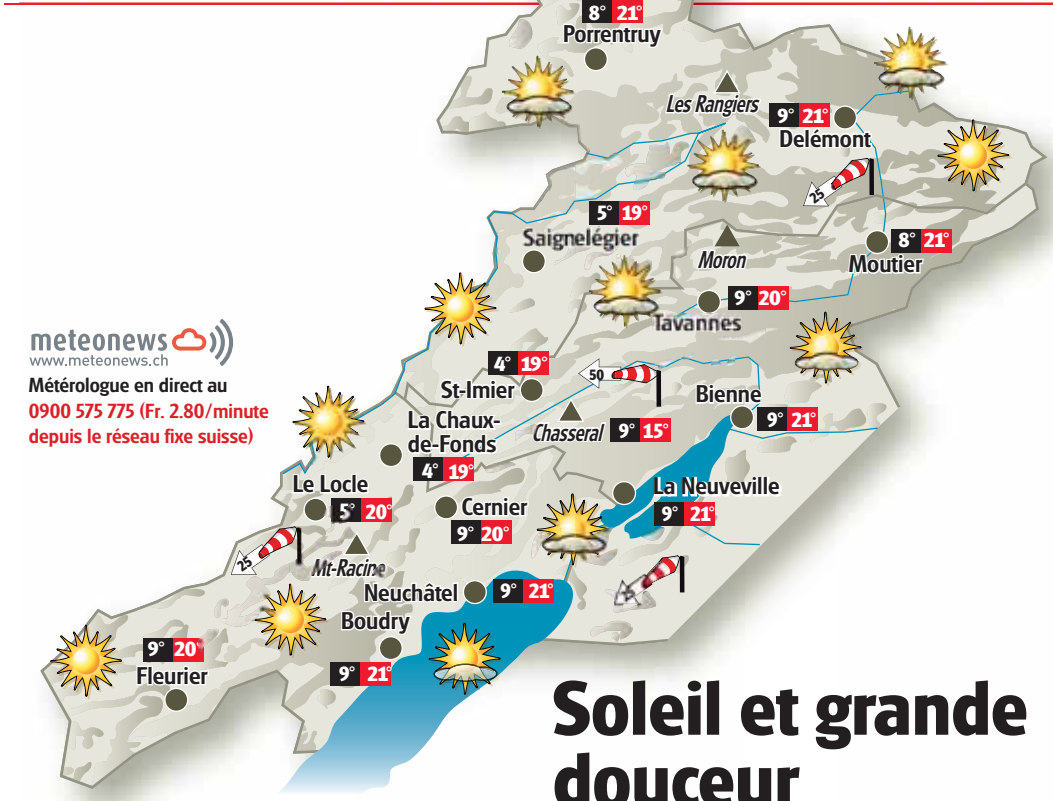 8° 21°
Porrentruy
Les Rangiers
9° 21°
Delémont
25
5° 19°
Saignelégier
Moron
8° 21°
Moutier
9° 20°
Tavannes
meteonews
www.meteonews.ch
Météorologue en direct au
0900 575 775 (Fr. 2.80/minute
depuis le réseau fixe suisse)
4° 19°
St-Imier
50
Bienne
9° 21°
Chasseral 9° 15°
La Chaux-
de-Fonds
4° 19°
Le Locle
5° 20°
Cernier
9° 20°
La Neuveville
9° 21°
25
Mt-Racine
Neuchâtel 9° 21°
Boudry
9° 21°
9° 20°
Fleurier
Soleil et grande
douceur